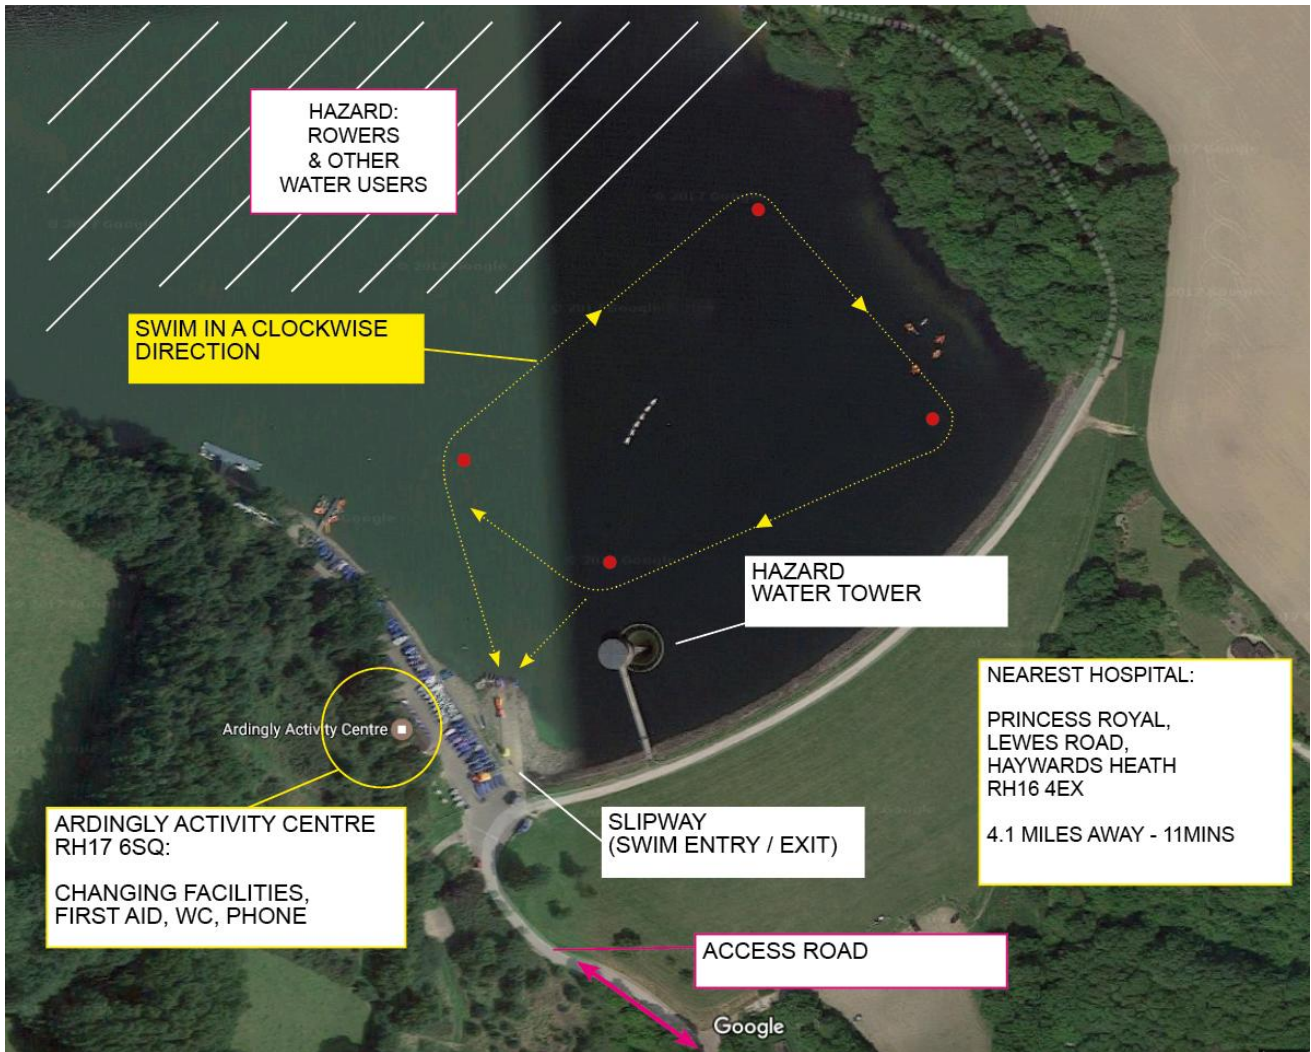 HAZARD:
ROWERS
& OTHER
WATER USERS
SWIM IN A CLOCKWISE
DIRECTION
HAZARD
WATER TOWER
NEAREST HOSPITAL:
PRINCESS ROYAL,
LEWES ROAD,
HAYWARDS HEATH
RH16 4EX
4.1 MILES AWAY - 11MINS
Ardingly Activity Centre
ARDINGLY ACTIVITY CENTRE
RH17 6SQ:
CHANGING FACILITIES,
FIRST AID, WC, PHONE
SLIPWAY
(SWIM ENTRY / EXIT)
ACCESS ROAD
Google